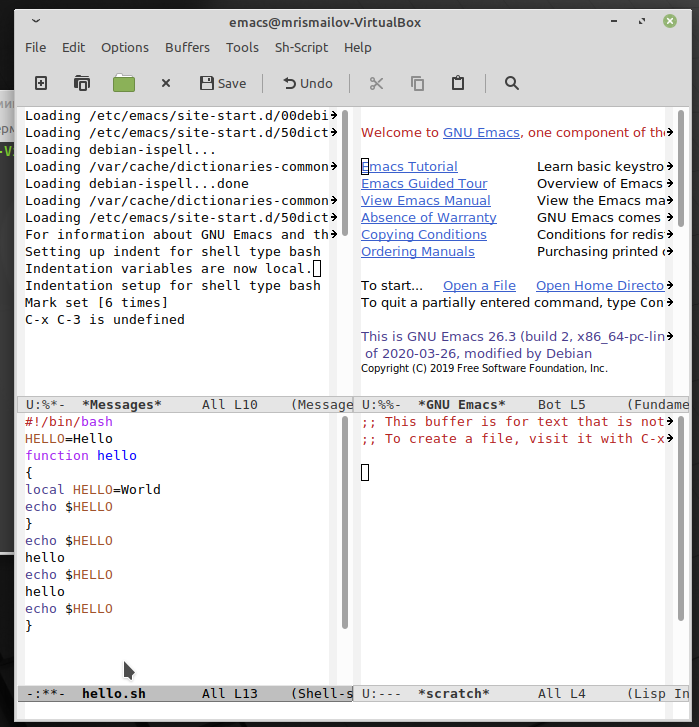 emacs@mrismailov-VirtualBox
File Edit Options Buffers Tools Sh-Script Help
Save Undo
Loading /etc/emacs/site-start.d/00debi
Loading /etc/emacs/site-start.d/50dict
Loading debian-ispell...
Loading /var/cache/dictionaries-common
Loading debian-ispell...done
Loading /var/cache/dictionaries-common
Loading /etc/emacs/site-start.d/50dict
For information about GNU Emacs and th
Setting up indent for shell type bash
Indentation variables are now local.
Indentation setup for shell type bash
Mark set [6 times]
C-x C-3 is undefined
U:%*- *Messages* All L10 (Message
Welcome to GNU Emacs, one component of the
Emacs Tutorial Learn basic keystro
Emacs Guided Tour Overview of Emacs
View Emacs Manual View the Emacs ma
Absence of Warranty GNU Emacs comes
Copying Conditions Conditions for redis
Ordering Manuals Purchasing printed
To start... Open a File Open Home Directo
To quit a partially entered command, type Con
This is GNU Emacs 26.3 (build 2, x86_64-pc-lin
of 2020-03-26, modified by Debian
Copyright (C) 2019 Free Software Foundation, Inc.
U:%%- *GNU Emacs* Bot L5 (Fundame
#!/bin/bash
HELLO=Hello
function hello
{
local HELLO=World
echo $HELLO
}
echo $HELLO
hello
echo $HELLO
hello
echo $HELLO
}
-:**- hello.sh All L13 (Shell-s
;; This buffer is for text that is not
;; To create a file, visit it with C-x
U:--- *scratch* All L4 (Lisp In